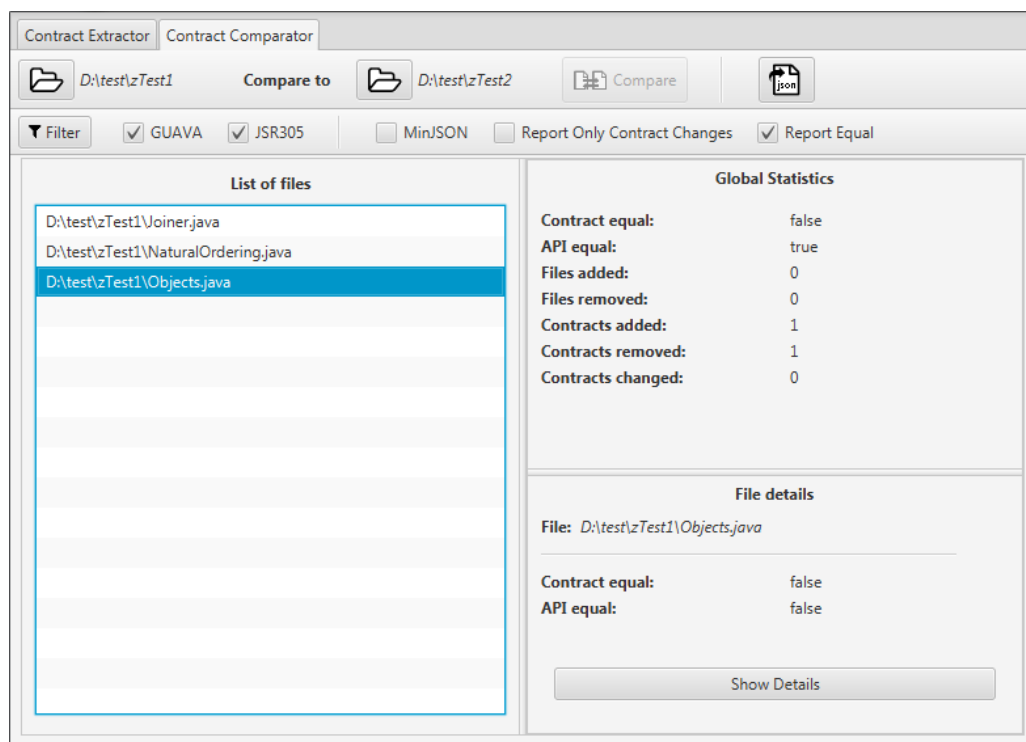 Contract Extractor Contract Comparator
D:\test\zTest1 Compare to D:\test\zTest2 Compare json
Filter GUAVA JSR305 MinJSON Report Only Contract Changes Report Equal
List of files
D:\test\zTest1\Joiner.java
D:\test\zTest1\NaturalOrdering.java
D:\test\zTest1\Objects.java
Global Statistics
Contract equal: false
API equal: true
Files added: 0
Files removed: 0
Contracts added: 1
Contracts removed: 1
Contracts changed: 0
File details
File: D:\test\zTest1\Objects.java
Contract equal: false
API equal: false
Show Details